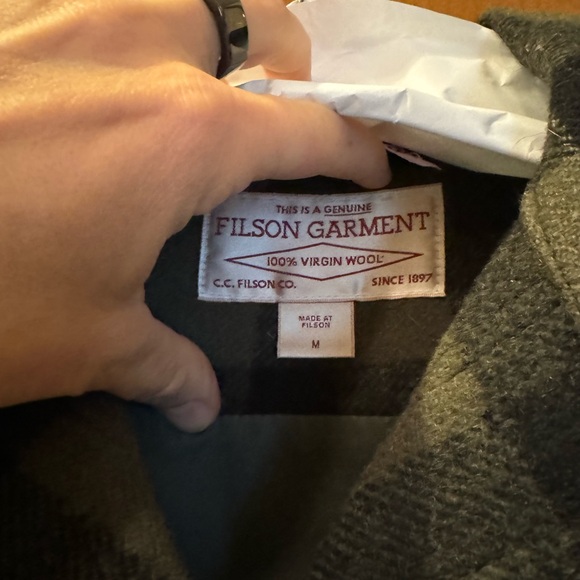 THIS IS A GENUINE
FILSON GARMENT
100% VIRGIN WOOL
C.C. FILSON CO. SINCE 1897
MADE AT
FILSON
M